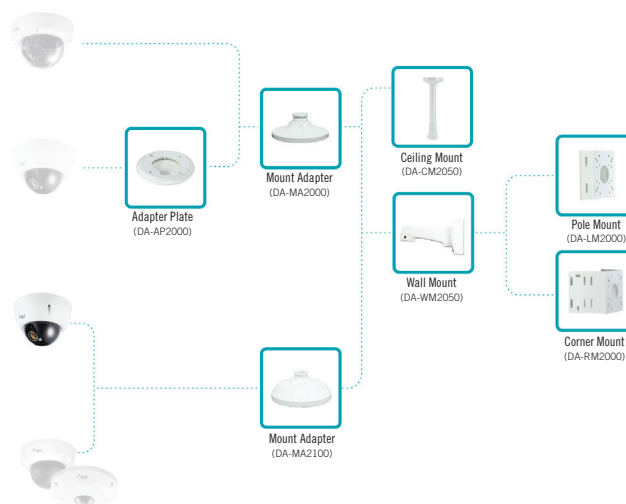 Ceiling Mount
(DA-CM2050)
Mount Adapter
(DA-MA2000)
Adapter Plate
(DA-AP2000)
Pole Mount
(DA-LM2000)
Wall Mount
(DA-WM2050)
Corner Mount
(DA-RM2000)
Mount Adapter
(DA-MA2100)